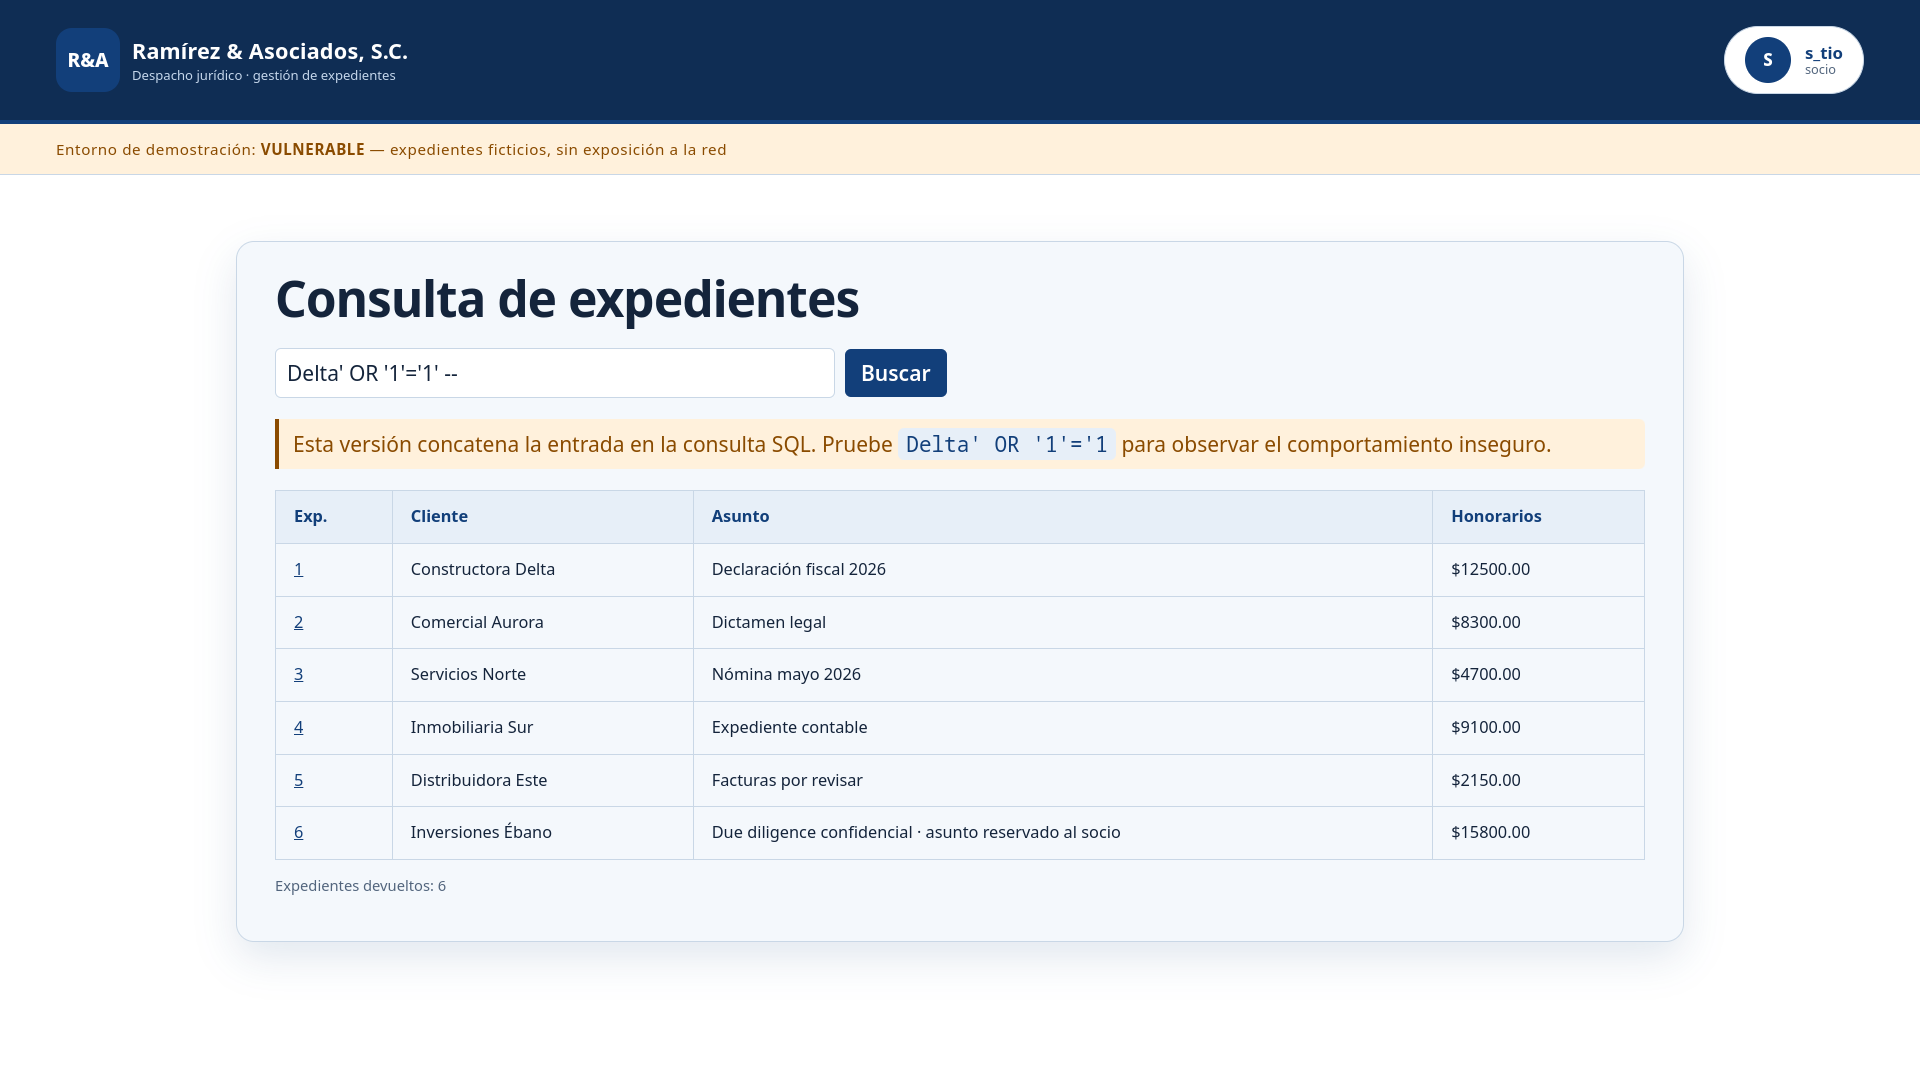 R&A
Ramírez & Asociados, S.C.
Despacho jurídico · gestión de expedientes
S
s_tio
socio
Entorno de demostración: VULNERABLE — expedientes ficticios, sin exposición a la red
Consulta de expedientes
Delta' OR '1'='1' --
Buscar
Esta versión concatena la entrada en la consulta SQL. Pruebe Delta' OR '1'='1 para observar el comportamiento inseguro.
Exp. Cliente Asunto Honorarios
1 Constructora Delta Declaración fiscal 2026 $12500.00
2 Comercial Aurora Dictamen legal $8300.00
3 Servicios Norte Nómina mayo 2026 $4700.00
4 Inmobiliaria Sur Expediente contable $9100.00
5 Distribuidora Este Facturas por revisar $2150.00
6 Inversiones Ébano Due diligence confidencial · asunto reservado al socio $15800.00
Expedientes devueltos: 6